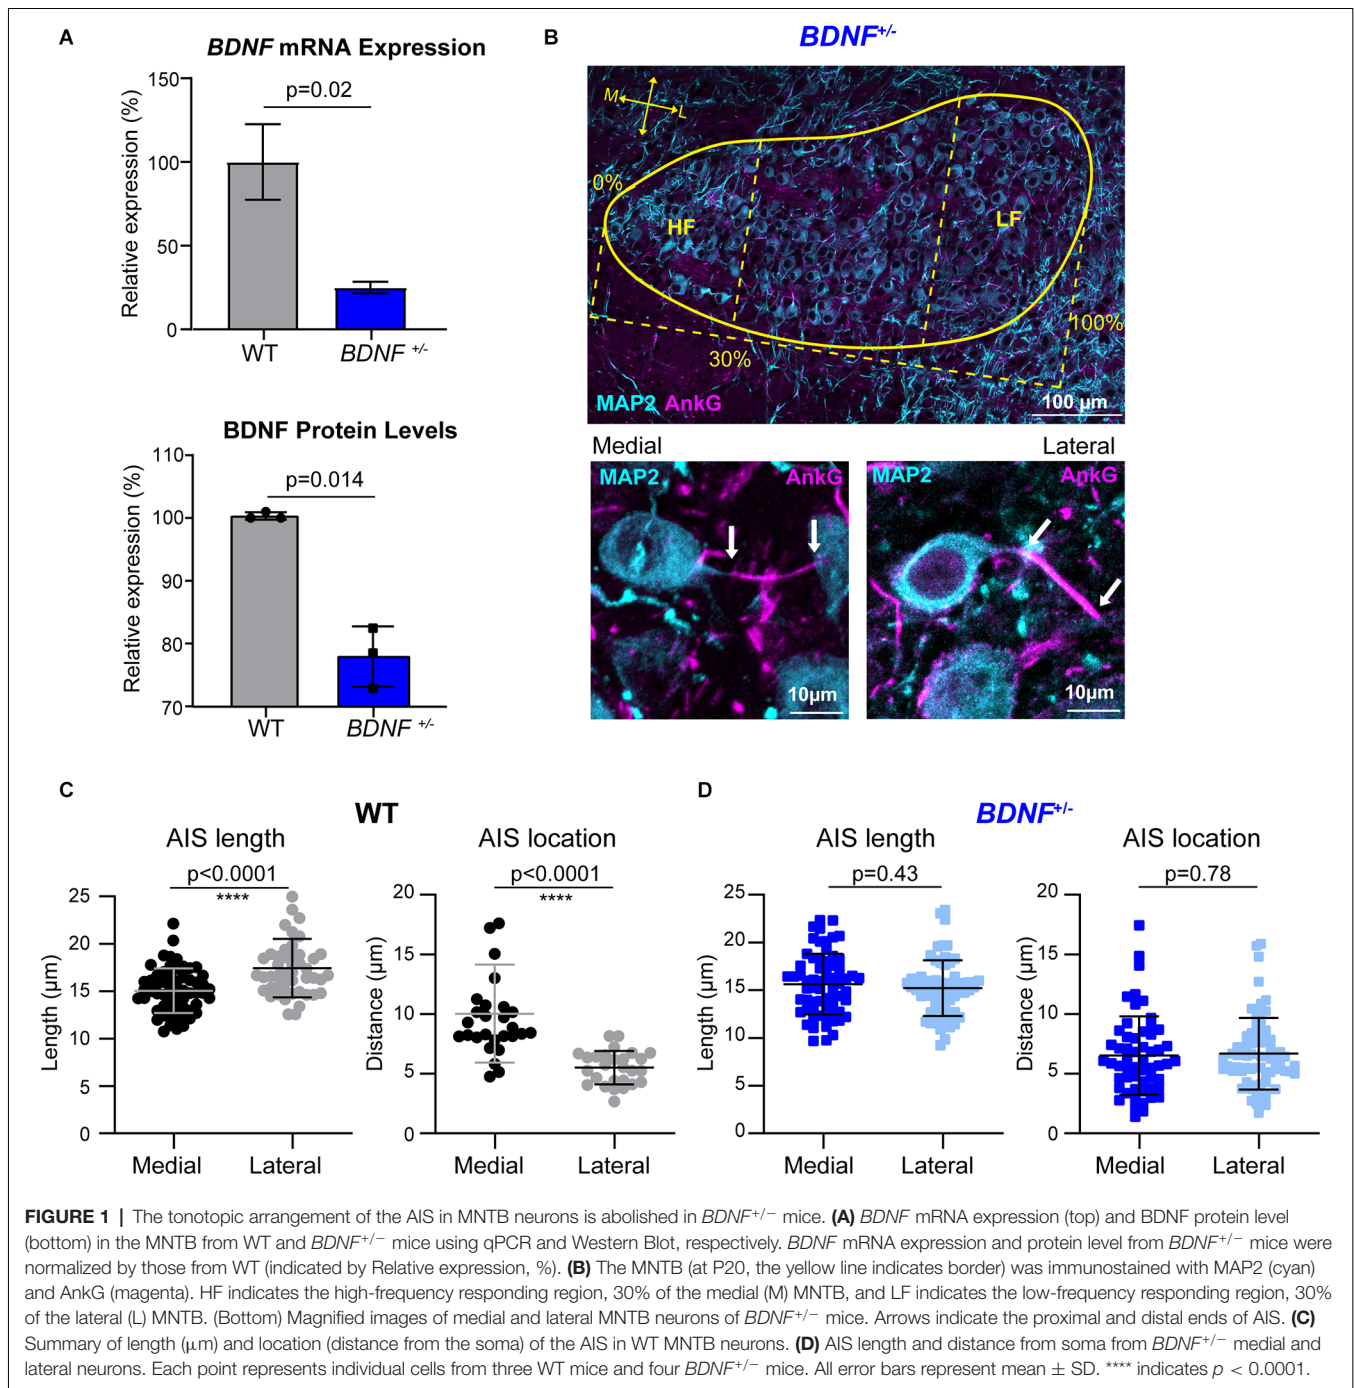 A
BDNF mRNA Expression
Relative expression (%)
150
100
50
0
p=0.02
WT
BDNF +/-
BDNF Protein Levels
Relative expression (%)
110
100
90
80
70
p=0.014
WT
BDNF +/-
B
BDNF+/-
M
L
0%
HF
LF
30%
100%
MAP2 AnkG
100 μm
Medial
Lateral
MAP2
AnkG
10μm
MAP2
AnkG
10μm
C
WT
AIS length
p<0.0001
****
Length (μm)
25
20
15
10
5
0
Medial
Lateral
AIS location
p<0.0001
****
Distance (μm)
20
15
10
5
0
Medial
Lateral
D
BDNF+/-
AIS length
p=0.43
Length (μm)
25
20
15
10
5
0
Medial
Lateral
AIS location
p=0.78
Distance (μm)
20
15
10
5
0
Medial
Lateral
FIGURE 1 | The tonotopic arrangement of the AIS in MNTB neurons is abolished in BDNF+/− mice. (A) BDNF mRNA expression (top) and BDNF protein level
(bottom) in the MNTB from WT and BDNF+/− mice using qPCR and Western Blot, respectively. BDNF mRNA expression and protein level from BDNF+/− mice were
normalized by those from WT (indicated by Relative expression, %). (B) The MNTB (at P20, the yellow line indicates border) was immunostained with MAP2 (cyan)
and AnkG (magenta). HF indicates the high-frequency responding region, 30% of the medial (M) MNTB, and LF indicates the low-frequency responding region, 30%
of the lateral (L) MNTB. (Bottom) Magnified images of medial and lateral MNTB neurons of BDNF+/− mice. Arrows indicate the proximal and distal ends of AIS. (C)
Summary of length (μm) and location (distance from the soma) of the AIS in WT MNTB neurons. (D) AIS length and distance from soma from BDNF+/− medial and
lateral neurons. Each point represents individual cells from three WT mice and four BDNF+/− mice. All error bars represent mean ± SD. **** indicates p < 0.0001.